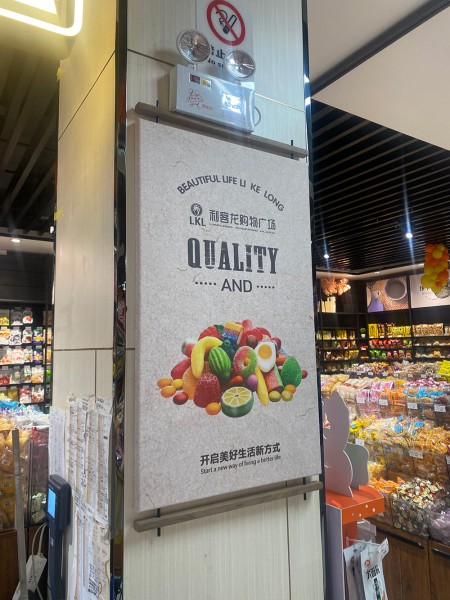 BEAUTIFUL LIFE LI KE LONG
LKL 利客龙购物广场
QUALITY
AND
开启美好生活新方式
Start a new way of living a better life